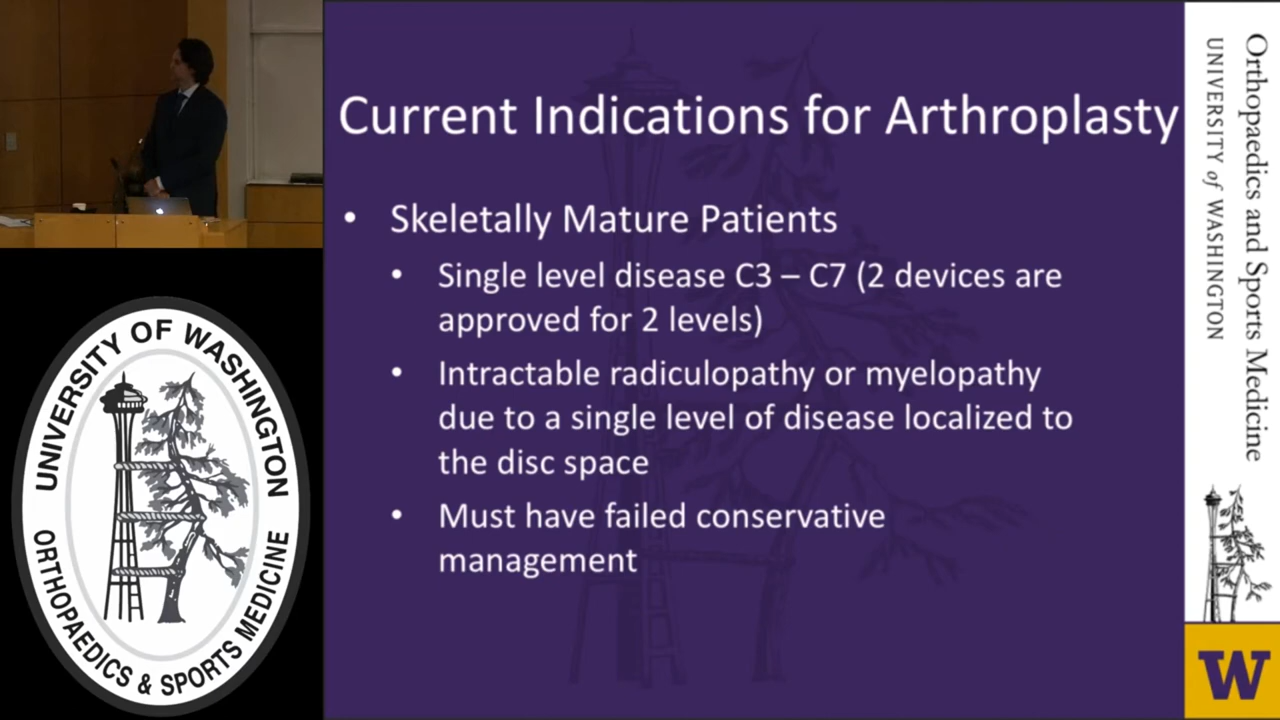 Current Indications for Arthroplasty
• Skeletally Mature Patients
• Single level disease C3 – C7 (2 devices are
approved for 2 levels)
• Intractable radiculopathy or myelopathy
due to a single level of disease localized to
the disc space
• Must have failed conservative
management
Orthopaedics and Sports Medicine
UNIVERSITY of WASHINGTON
W
UNIVERSITY OF WASHINGTON
ORTHOPAEDICS & SPORTS MEDICINE